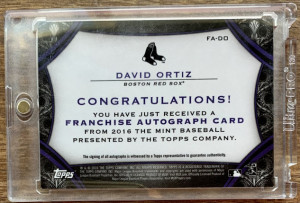 FA-DO
DAVID ORTIZ
BOSTON RED SOX®
CONGRATULATIONS!
YOU HAVE JUST RECEIVED A
FRANCHISE AUTOGRAPH CARD
FROM 2016 THE MINT BASEBALL
PRESENTED BY THE TOPPS COMPANY.
The signing of all autographs is witnessed by a Topps representative to guarantee authenticity.
Topps